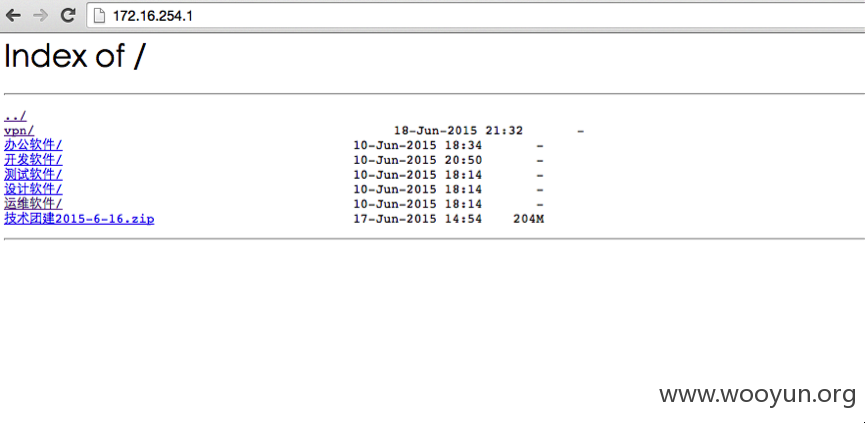 172.16.254.1
Index of /
../
vpn/ 18-Jun-2015 21:32 -
办公软件/ 10-Jun-2015 18:34 -
开发软件/ 10-Jun-2015 20:50 -
测试软件/ 10-Jun-2015 18:14 -
设计软件/ 10-Jun-2015 18:14 -
运维软件/ 10-Jun-2015 18:14 -
技术团建2015-6-16.zip 17-Jun-2015 14:54 204M
www.wooyun.org